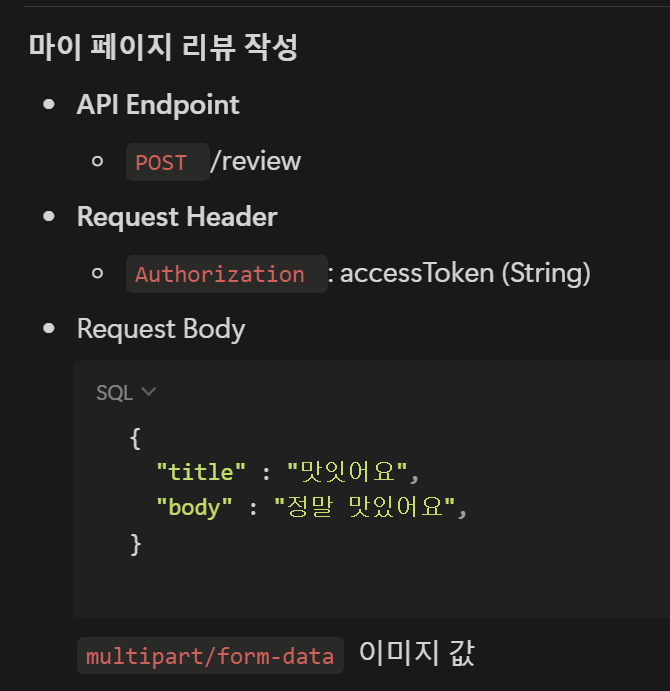 마이 페이지 리뷰 작성
API Endpoint
POST /review
Request Header
Authorization : accessToken (String)
Request Body
SQL
{
"title" : "맛잇어요",
"body" : "정말 맛있어요",
}
multipart/form-data 이미지 값